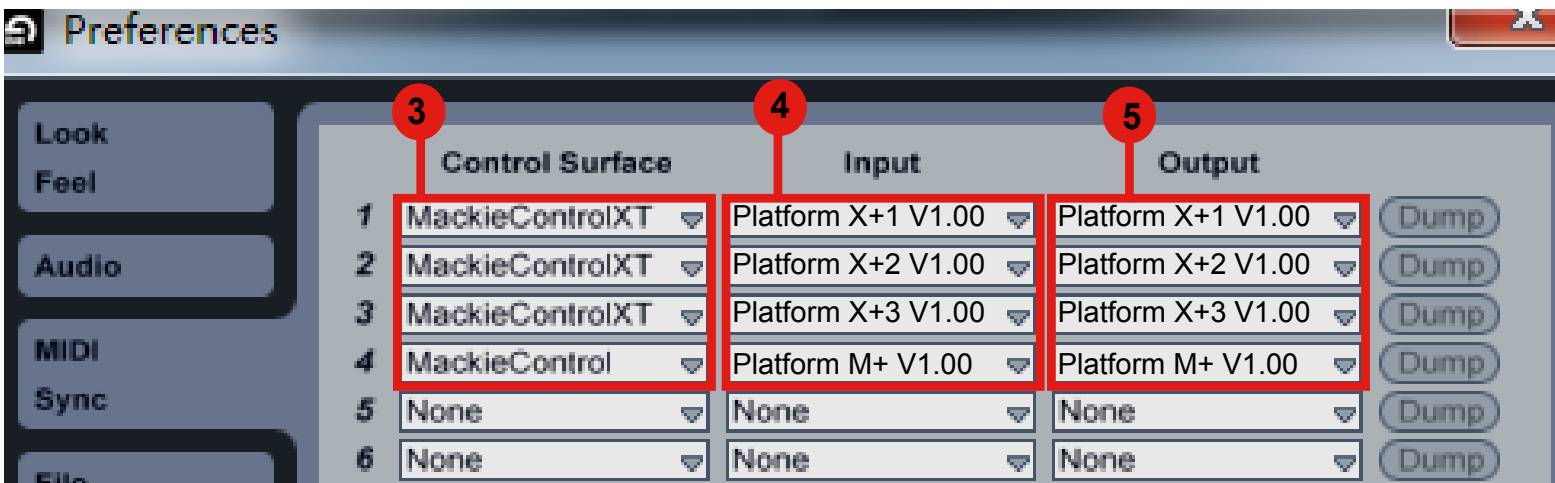 Preferences
3 4 5
Look
Feel
Control Surface Input Output
1 MackieControlXT Platform X+1 V1.00 Platform X+1 V1.00 Dump
Audio
2 MackieControlXT Platform X+2 V1.00 Platform X+2 V1.00 Dump
3 MackieControlXT Platform X+3 V1.00 Platform X+3 V1.00 Dump
MIDI
4 MackieControl Platform M+ V1.00 Platform M+ V1.00 Dump
Sync
5 None None None Dump
6 None None None Dump
File